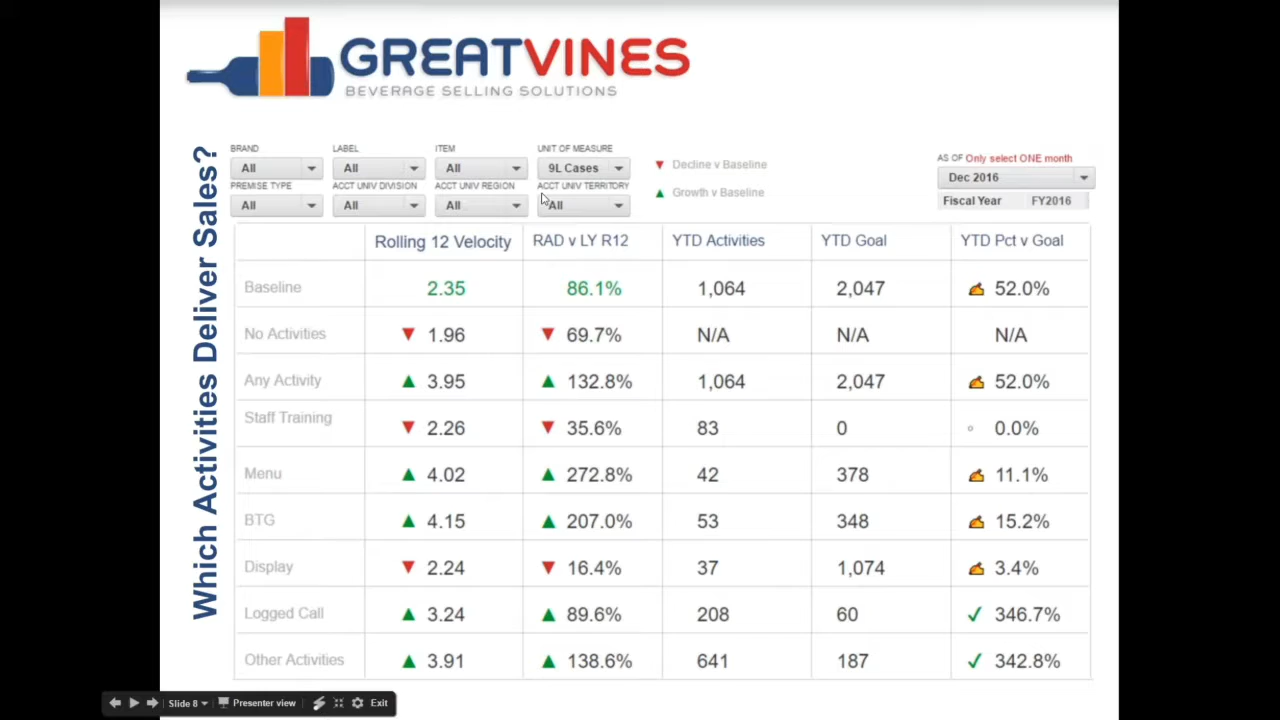 GREATVINES
BEVERAGE SELLING SOLUTIONS
Which Activities Deliver Sales?
BRAND LABEL ITEM UNIT OF MEASURE
All All All 9L Cases
PREMISE TYPE ACCT UNIV DIVISION ACCT UNIV REGION ACCT UNIV TERRITORY
All All All All
Decline v Baseline
Growth v Baseline
AS OF Only select ONE month
Dec 2016
Fiscal Year FY2016
Rolling 12 Velocity RAD v LY R12 YTD Activities YTD Goal YTD Pct v Goal
Baseline 2.35 86.1% 1,064 2,047 52.0%
No Activities 1.96 69.7% N/A N/A N/A
Any Activity 3.95 132.8% 1,064 2,047 52.0%
Staff Training 2.26 35.6% 83 0 0.0%
Menu 4.02 272.8% 42 378 11.1%
BTG 4.15 207.0% 53 348 15.2%
Display 2.24 16.4% 37 1,074 3.4%
Logged Call 3.24 89.6% 208 60 346.7%
Other Activities 3.91 138.6% 641 187 342.8%
Slide 8 Presenter view Exit